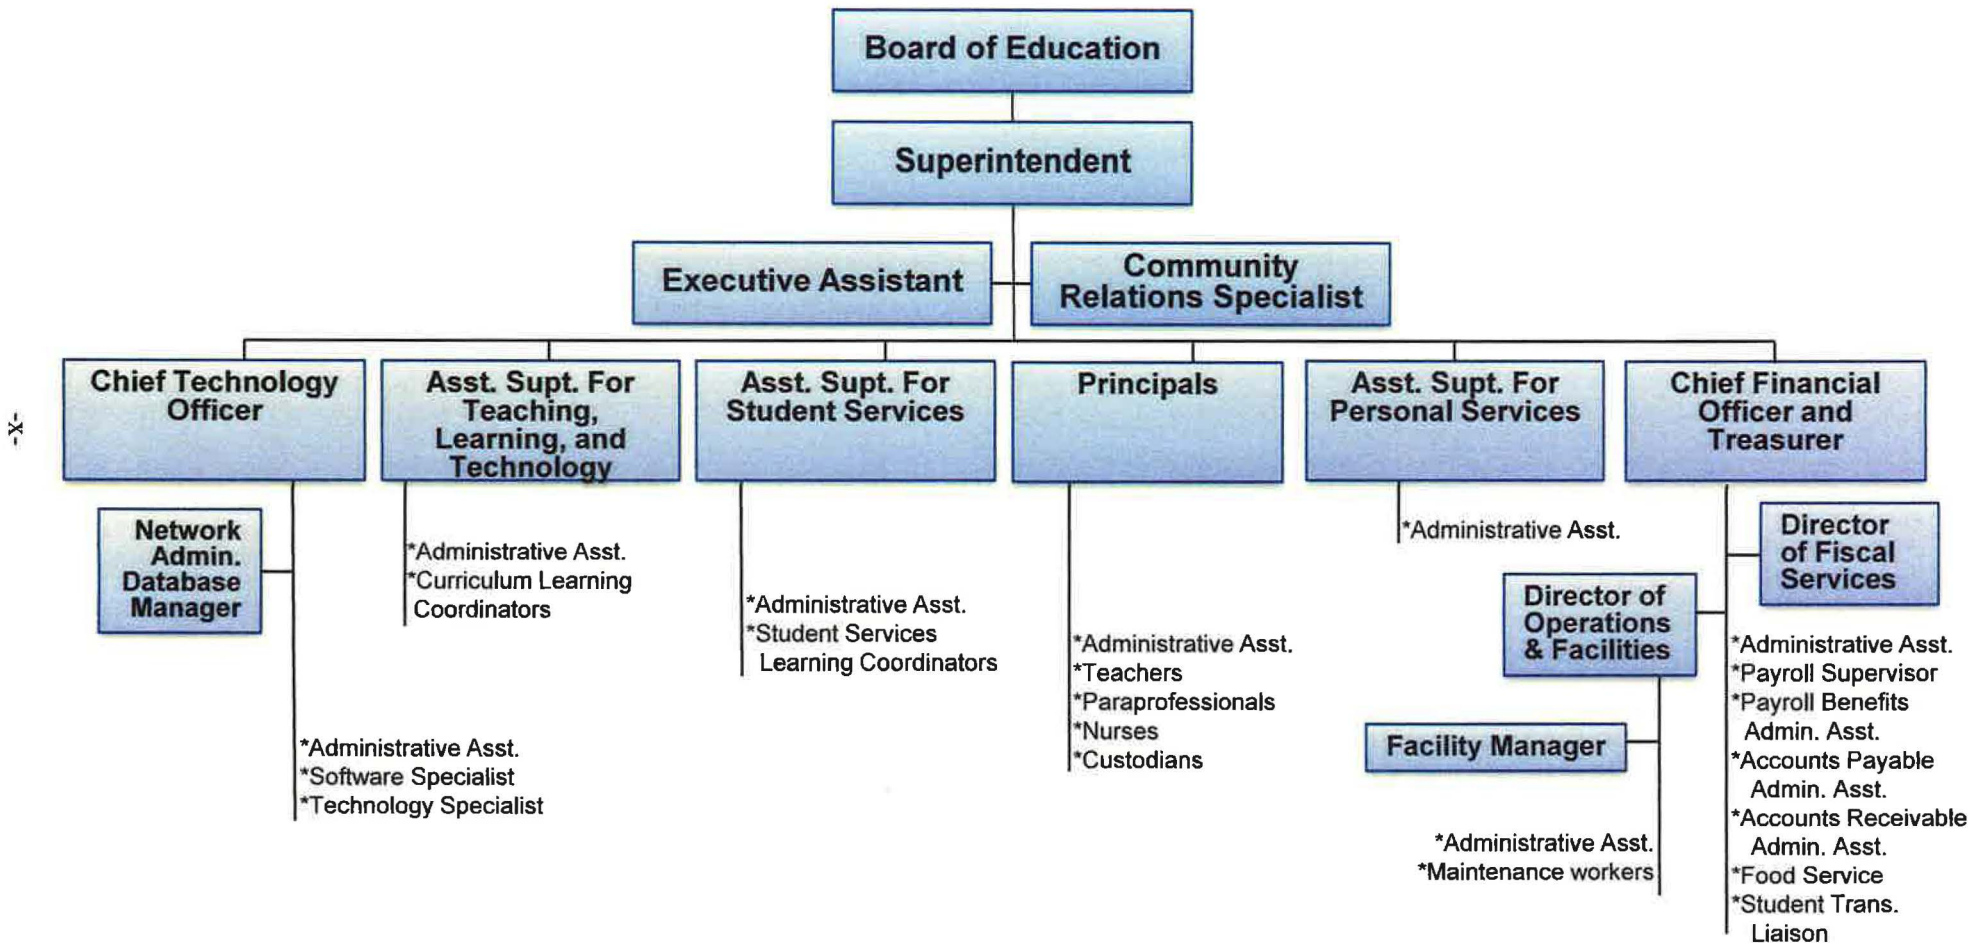 Board of Education
Superintendent
Executive Assistant
Community
Relations Specialist
-x-
Chief Technology
Officer
Asst. Supt. For
Teaching,
Learning, and
Technology
Asst. Supt. For
Student Services
Principals
Asst. Supt. For
Personal Services
Chief Financial
Officer and
Treasurer
Network
Admin.
Database
Manager
*Administrative Asst.
*Software Specialist
*Technology Specialist
*Administrative Asst.
*Curriculum Learning
Coordinators
*Administrative Asst.
*Student Services
Learning Coordinators
*Administrative Asst.
*Teachers
*Paraprofessionals
*Nurses
*Custodians
*Administrative Asst.
Director
of Fiscal
Services
Director of
Operations
& Facilities
Facility Manager
*Administrative Asst.
*Maintenance workers
*Administrative Asst.
*Payroll Supervisor
*Payroll Benefits
Admin. Asst.
*Accounts Payable
Admin. Asst.
*Accounts Receivable
Admin. Asst.
*Food Service
*Student Trans.
Liaison